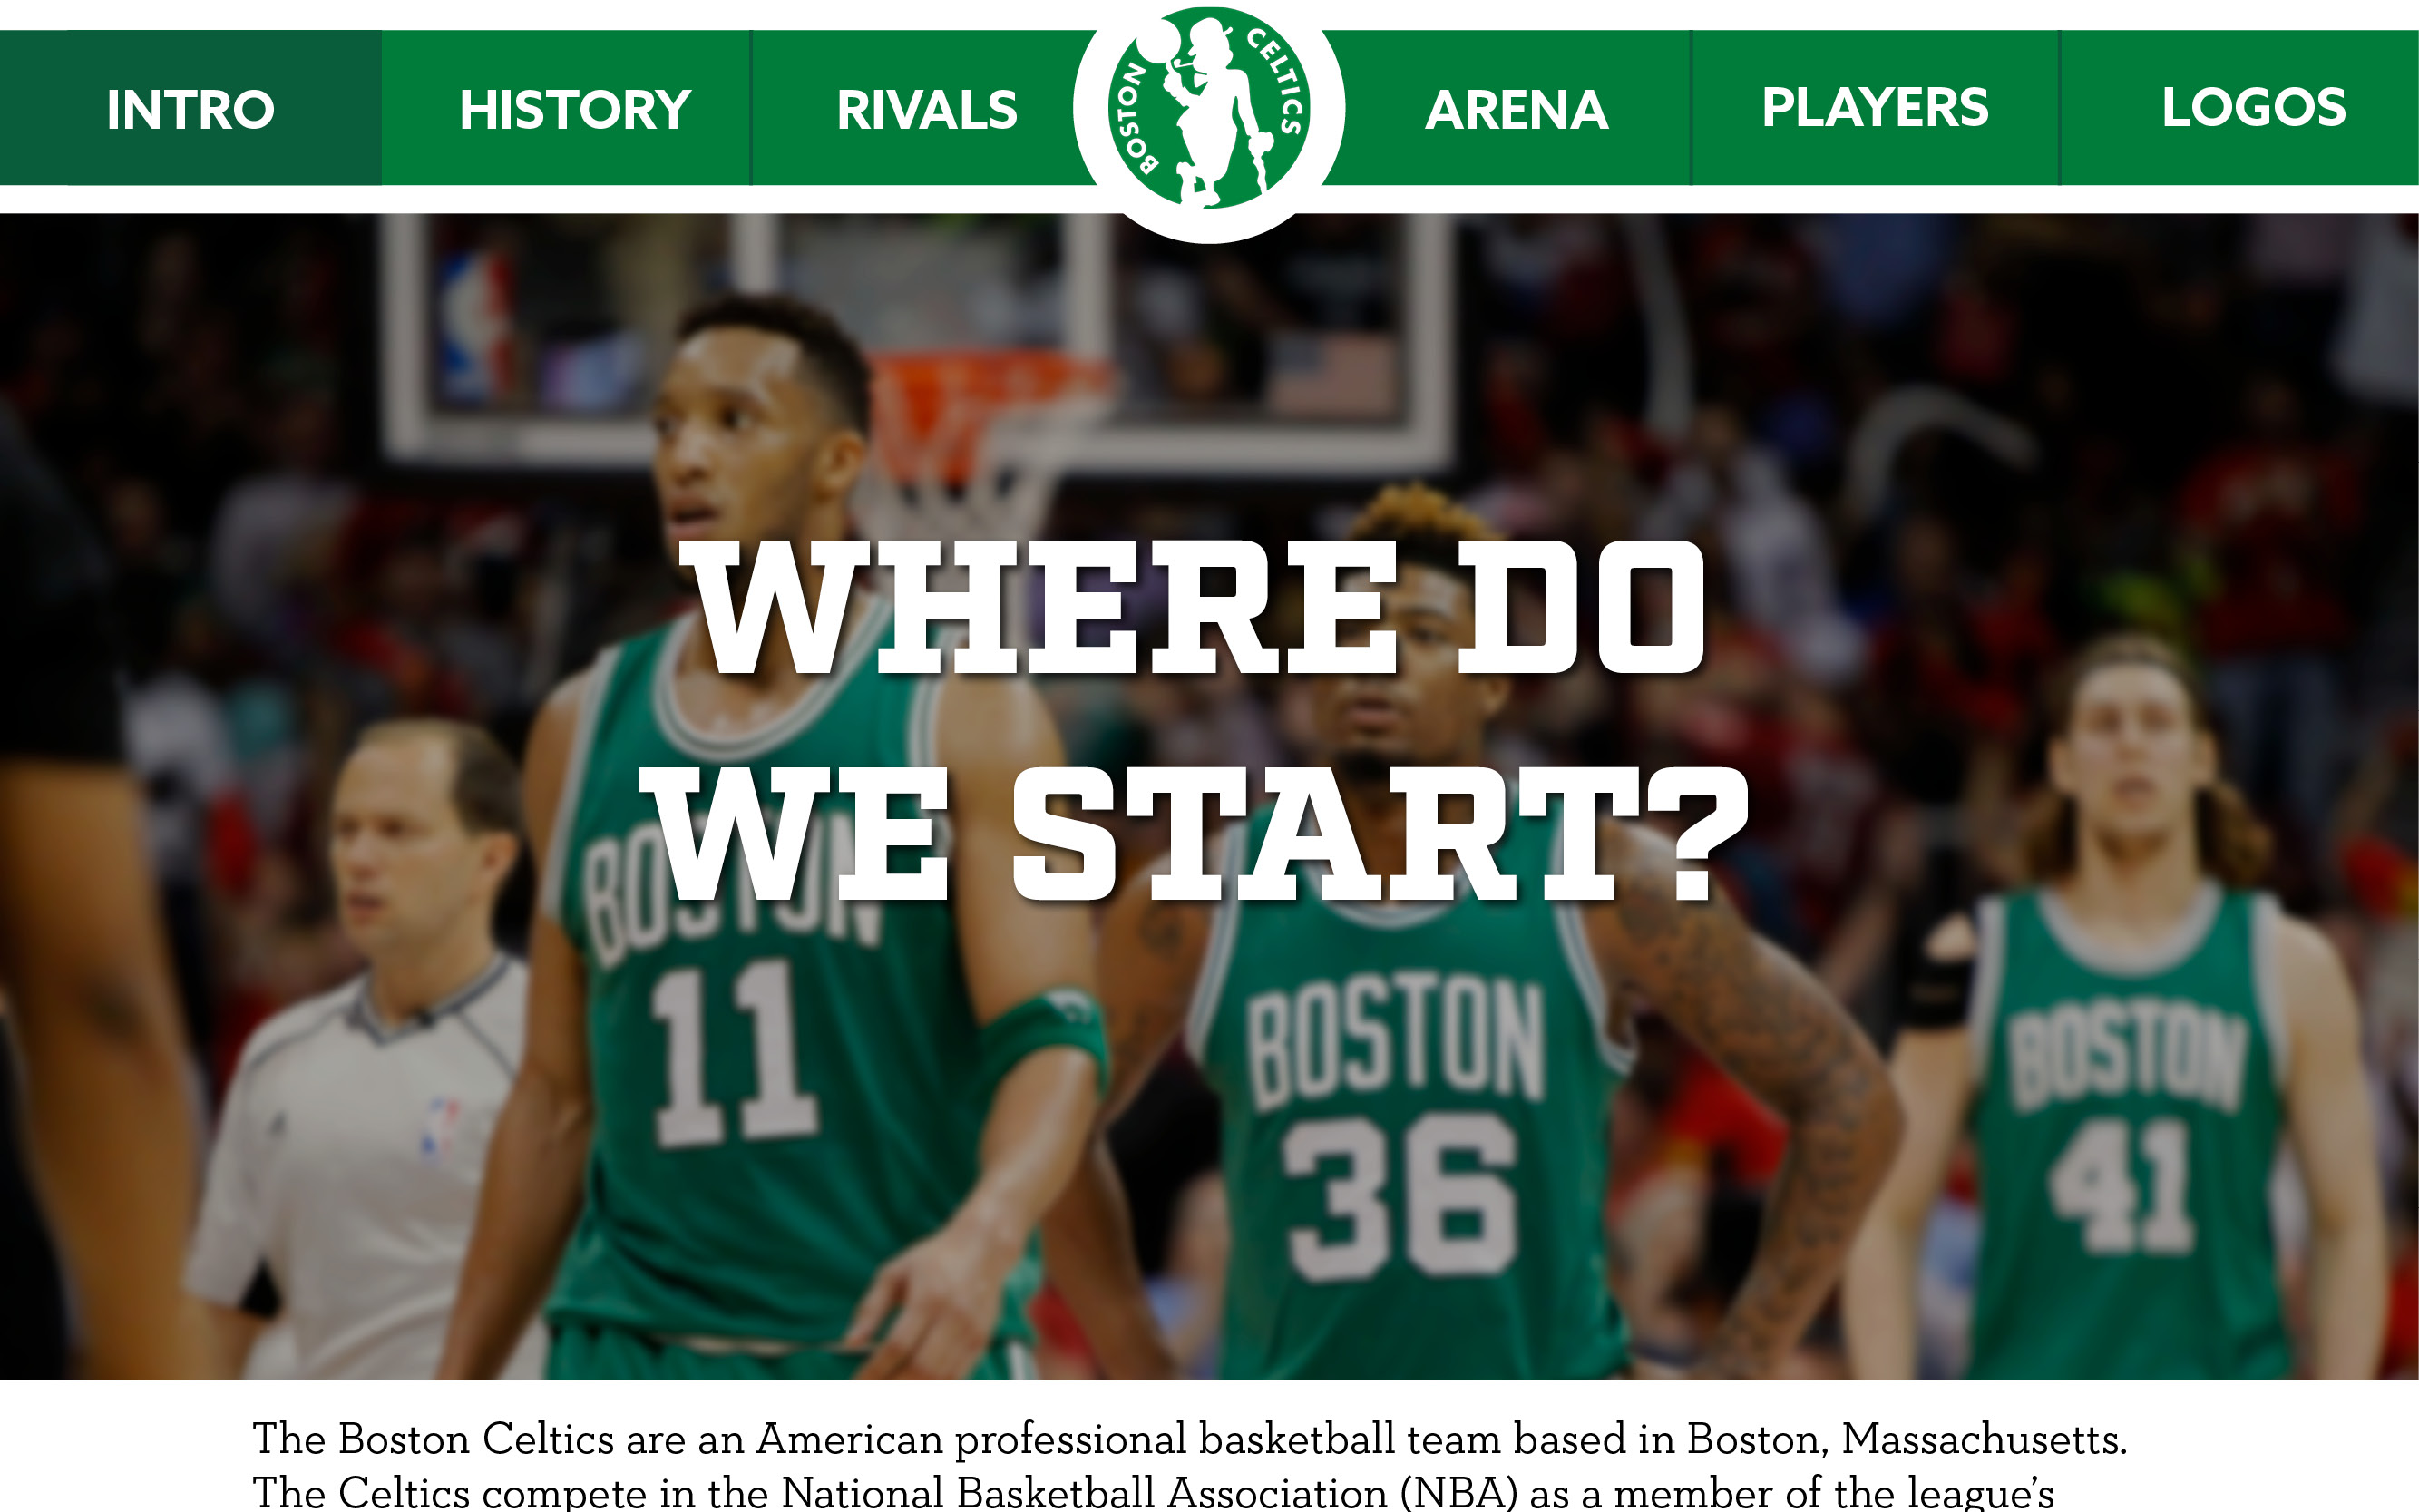 INTRO
HISTORY
RIVALS
BOSTON CELTICS
ARENA
PLAYERS
LOGOS
WHERE DO
WE START?
BOSTON
11
BOSTON
36
BOSTON
41
The Boston Celtics are an American professional basketball team based in Boston, Massachusetts.
The Celtics compete in the National Basketball Association (NBA) as a member of the league’s